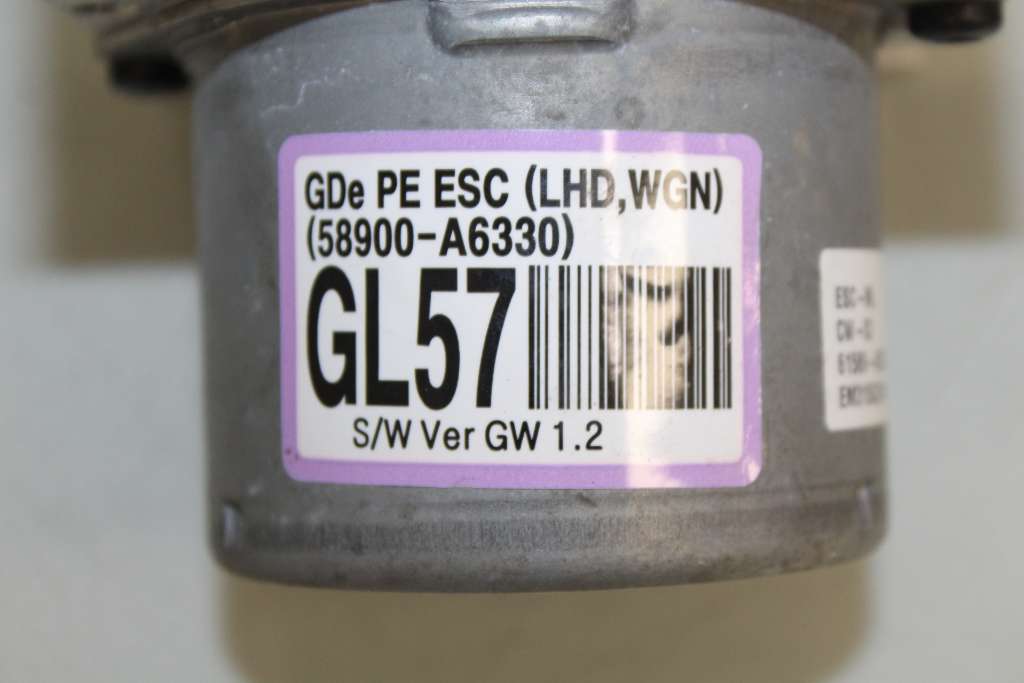 GDe PE ESC (LHD,WGN)
(58900-A6330)
GL57
S/W Ver GW 1.2